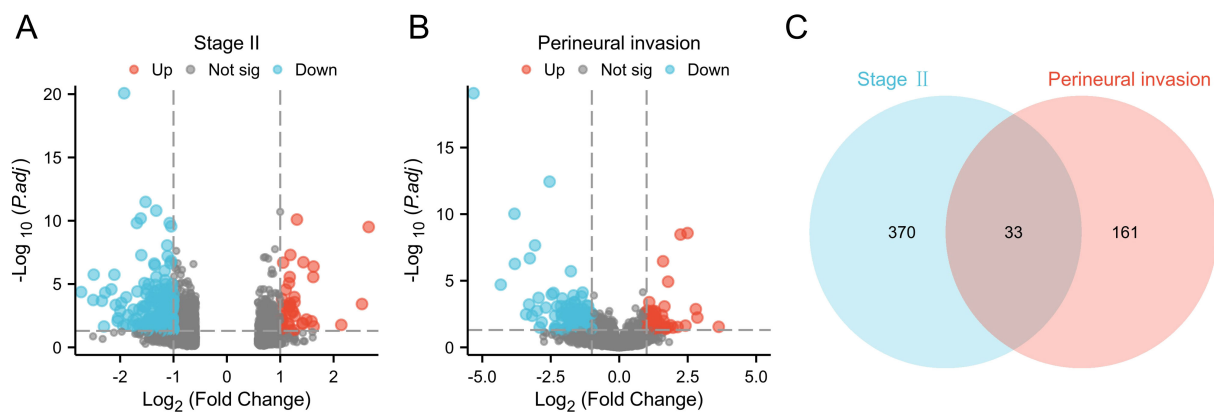 A
Stage II
Up Not sig Down
20
15
10
5
0
-2 -1 0 1 2
-Log 10 (P.adj)
Log2 (Fold Change)
B
Perineural invasion
Up Not sig Down
15
10
5
0
-5.0 -2.5 0.0 2.5 5.0
-Log 10 (P.adj)
Log2 (Fold Change)
C
Stage Ⅱ Perineural invasion
370 33 161